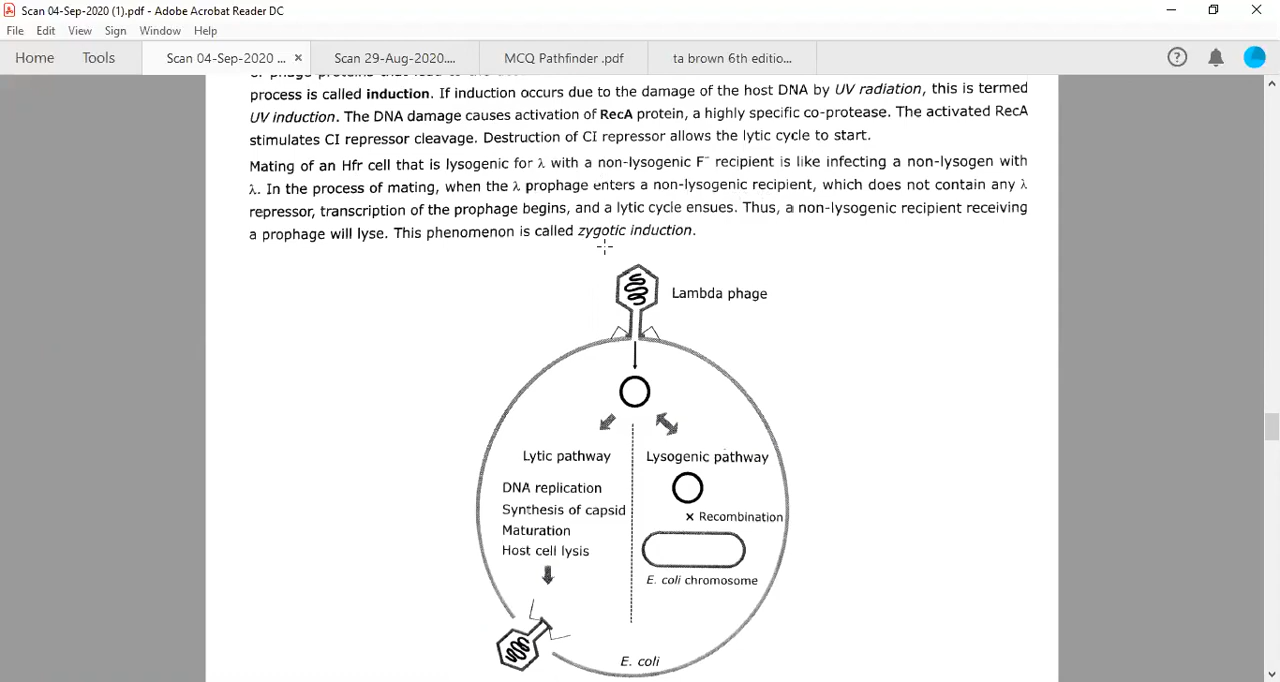 Scan 04-Sep-2020 (1).pdf - Adobe Acrobat Reader DC
File Edit View Sign Window Help
Home Tools Scan 04-Sep-2020 ... × Scan 29-Aug-2020.... MCQ Pathfinder .pdf ta brown 6th editio...
process is called induction. If induction occurs due to the damage of the host DNA by UV radiation, this is termed
UV induction. The DNA damage causes activation of RecA protein, a highly specific co-protease. The activated RecA
stimulates CI repressor cleavage. Destruction of CI repressor allows the lytic cycle to start.
Mating of an Hfr cell that is lysogenic for λ with a non-lysogenic F⁻ recipient is like infecting a non-lysogen with
λ. In the process of mating, when the λ prophage enters a non-lysogenic recipient, which does not contain any λ
repressor, transcription of the prophage begins, and a lytic cycle ensues. Thus, a non-lysogenic recipient receiving
a prophage will lyse. This phenomenon is called zygotic induction.
Lambda phage
Lytic pathway
DNA replication
Synthesis of capsid
Maturation
Host cell lysis
Lysogenic pathway
× Recombination
E. coli chromosome
E. coli